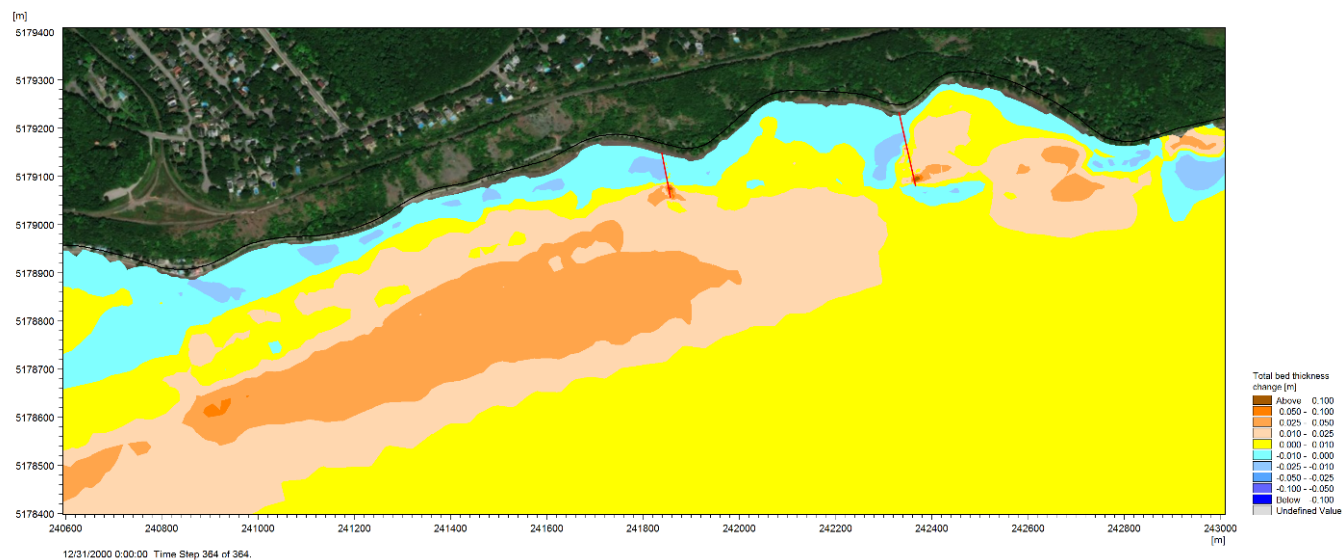 [m]
5179400
5179300
5179200
5179100
5179000
5178900
5178800
5178700
5178600
5178500
5178400
240600 240800 241000 241200 241400 241600 241800 242000 242200 242400 242600 242800 243000
[m]
12/31/2000 0:00:00 Time Step 364 of 364.
Total bed thickness
change [m]
Above 0.100
0.050 - 0.100
0.025 - 0.050
0.010 - 0.025
0.000 - 0.010
-0.010 - 0.000
-0.025 - -0.010
-0.050 - -0.025
-0.100 - -0.050
Below -0.100
Undefined Value